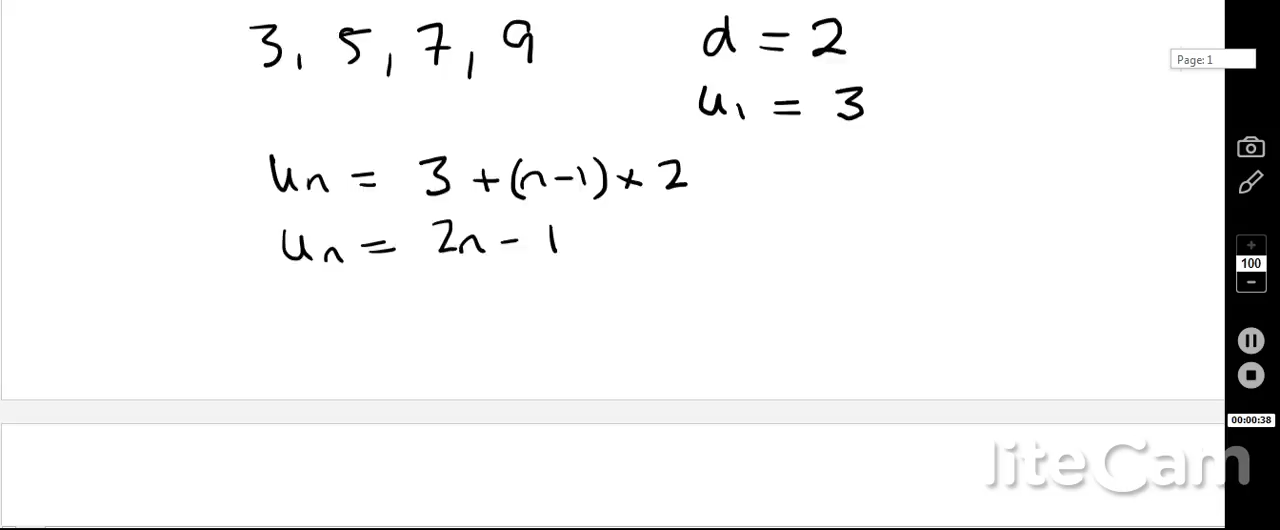 3, 5, 7, 9 d = 2
u₁ = 3
uₙ = 3 + (n-1) × 2
uₙ = 2n - 1
Page: 1
100
00:00:38
liteCam